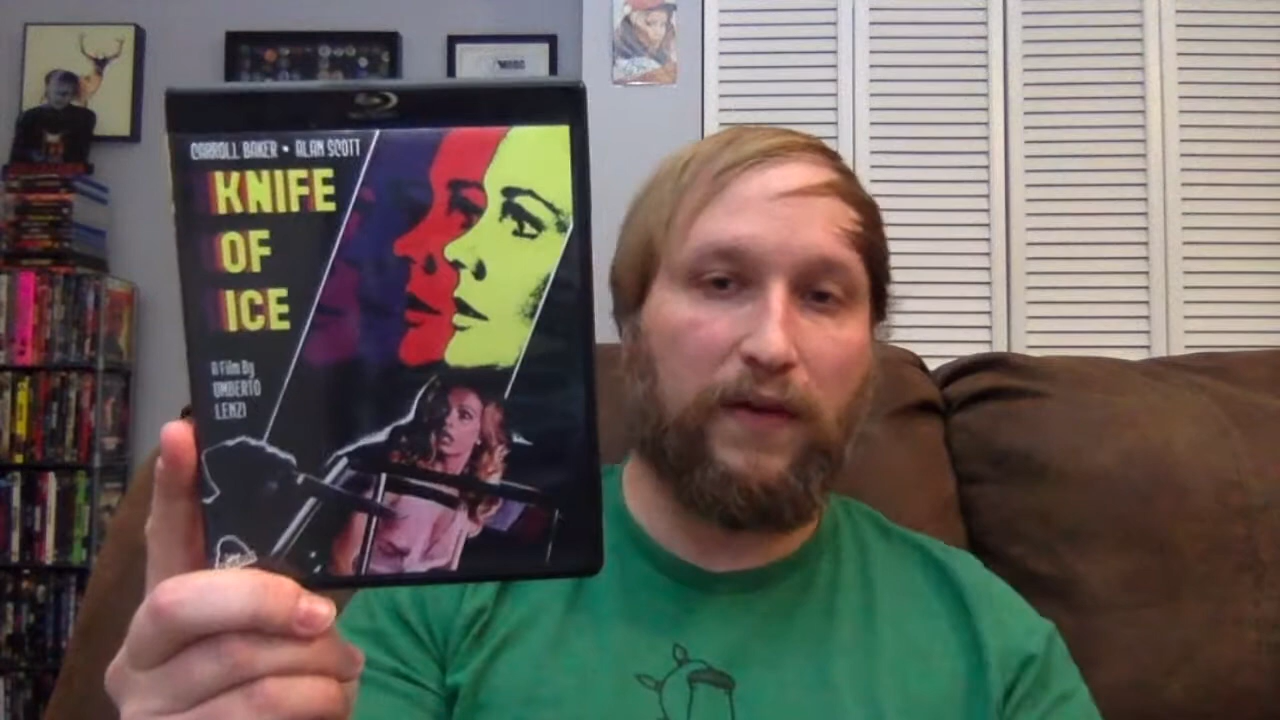 CARROLL BAKER • ALAN SCOTT
KNIFE
OF
ICE
A Film By
UMBERTO
LENZI